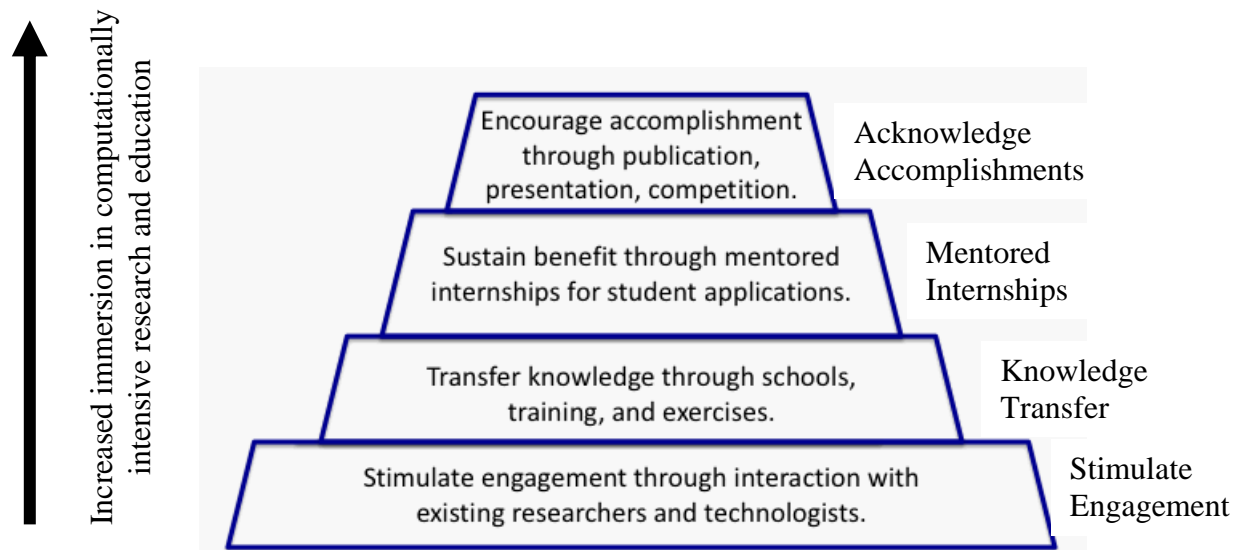 Increased immersion in computationally
intensive research and education
Encourage accomplishment
through publication,
presentation, competition.
Acknowledge
Accomplishments
Sustain benefit through mentored
internships for student applications.
Mentored
Internships
Transfer knowledge through schools,
training, and exercises.
Knowledge
Transfer
Stimulate engagement through interaction with
existing researchers and technologists.
Stimulate
Engagement